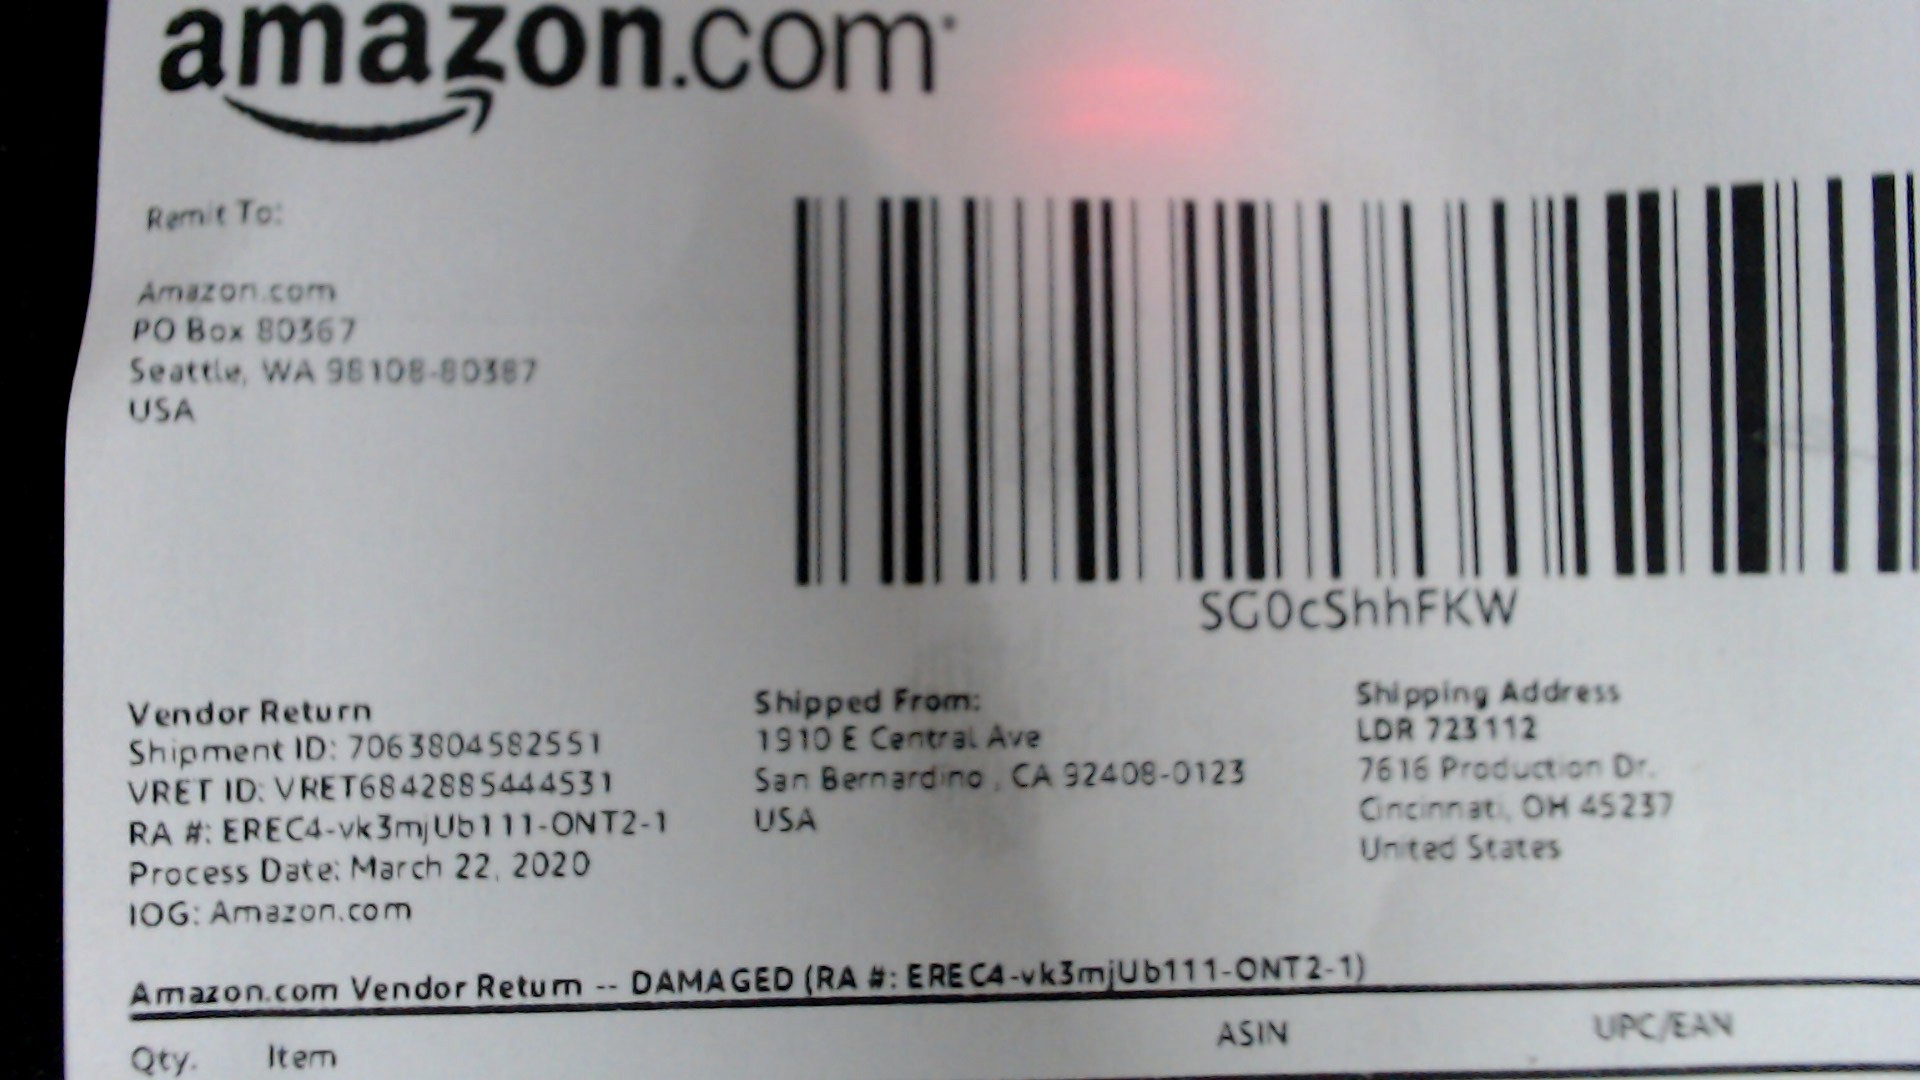 amazon.com
Remit To:
Amazon.com
PO Box 80367
Seattle, WA 98108-80387
USA
SG0cShhFKW
Vendor Return
Shipment ID: 7063804582551
VRET ID: VRET6842885444531
RA #: EREC4-vk3mjUb111-ONT2-1
Process Date: March 22, 2020
IOG: Amazon.com
Shipped From:
1910 E Central Ave
San Bernardino , CA 92408-0123
USA
Shipping Address
LDR 723112
7616 Production Dr.
Cincinnati, OH 45237
United States
Amazon.com Vendor Return -- DAMAGED (RA #: EREC4-vk3mjUb111-ONT2-1)
Qty. Item ASIN UPC/EAN